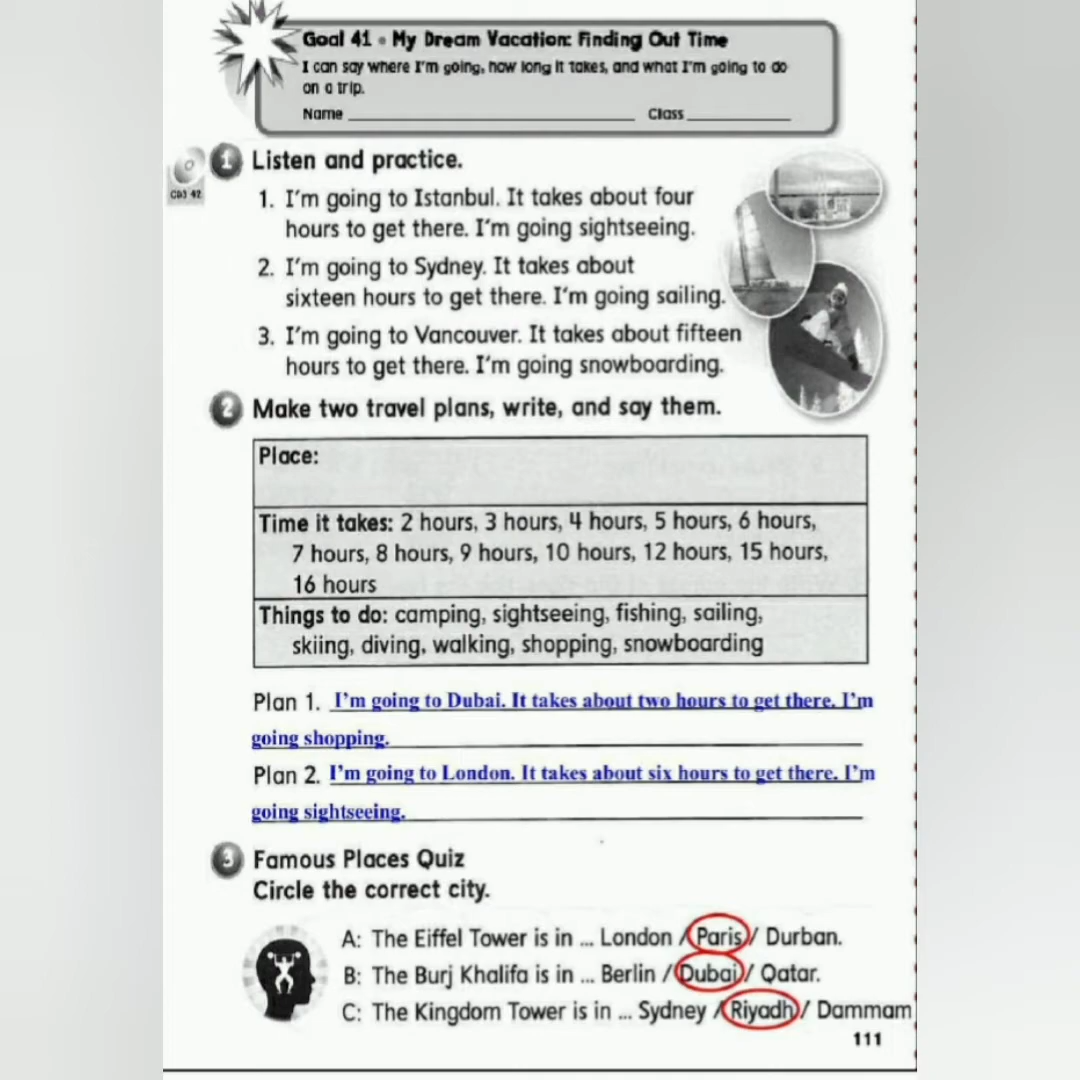 Goal 41 • My Dream Vacation: Finding Out Time
I can say where I'm going, how long it takes, and what I'm going to do
on a trip.
Name ________ Class ________
1 Listen and practice.
CD3 42
1. I'm going to Istanbul. It takes about four
hours to get there. I'm going sightseeing.
2. I'm going to Sydney. It takes about
sixteen hours to get there. I'm going sailing.
3. I'm going to Vancouver. It takes about fifteen
hours to get there. I'm going snowboarding.
2 Make two travel plans, write, and say them.
Place:
Time it takes: 2 hours, 3 hours, 4 hours, 5 hours, 6 hours,
7 hours, 8 hours, 9 hours, 10 hours, 12 hours, 15 hours,
16 hours
Things to do: camping, sightseeing, fishing, sailing,
skiing, diving, walking, shopping, snowboarding
Plan 1. I'm going to Dubai. It takes about two hours to get there. I'm
going shopping.
Plan 2. I'm going to London. It takes about six hours to get there. I'm
going sightseeing.
3 Famous Places Quiz
Circle the correct city.
A: The Eiffel Tower is in ... London / Paris / Durban.
B: The Burj Khalifa is in ... Berlin / Dubai / Qatar.
C: The Kingdom Tower is in ... Sydney / Riyadh / Dammam
111